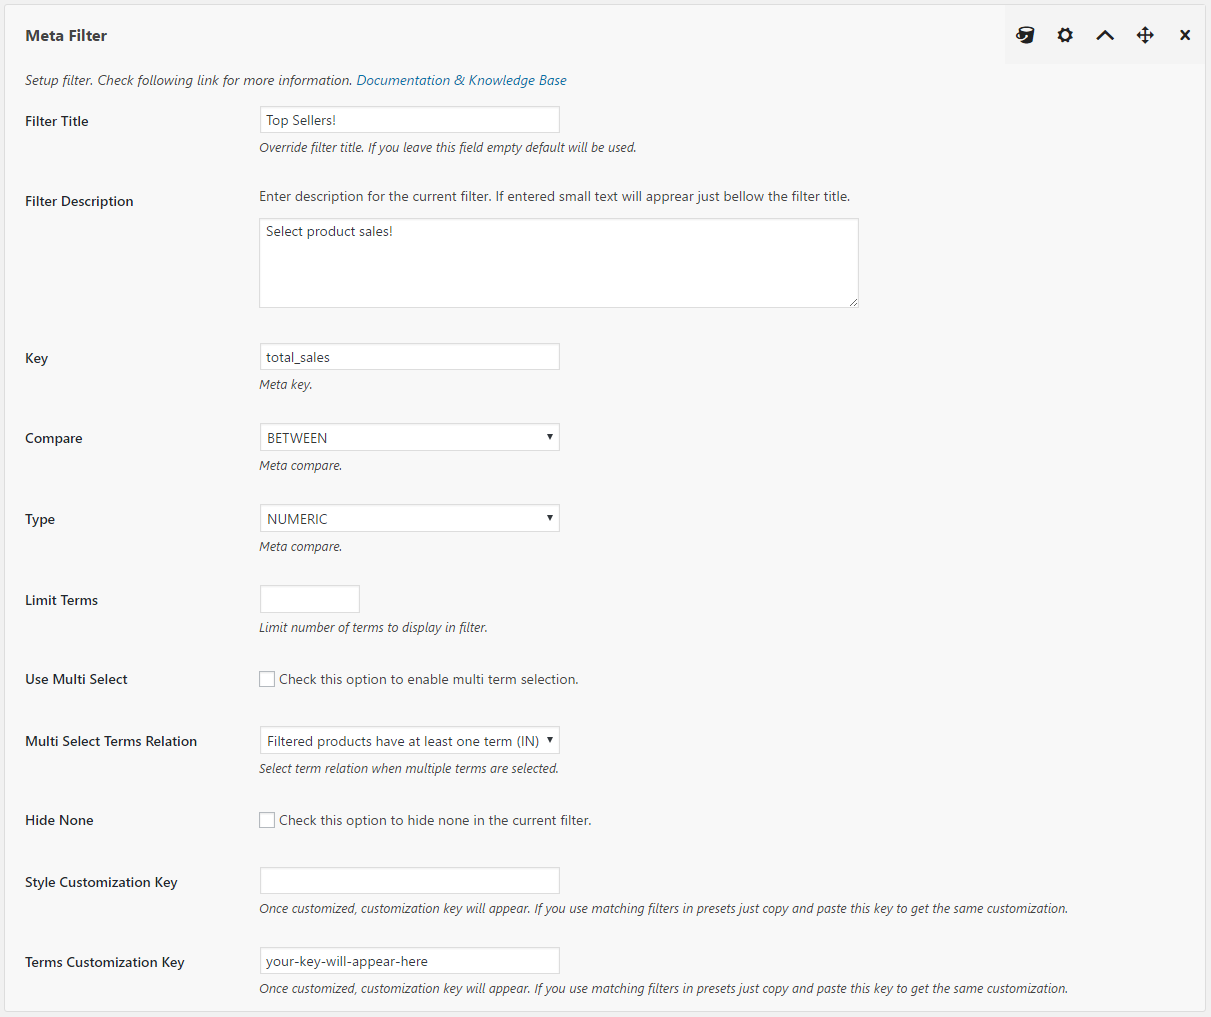 Meta Filter
Setup filter. Check following link for more information. Documentation & Knowledge Base
Filter Title
Top Sellers!
Override filter title. If you leave this field empty default will be used.
Filter Description
Enter description for the current filter. If entered small text will apprear just bellow the filter title.
Select product sales!
Key
total_sales
Meta key.
Compare
BETWEEN
Meta compare.
Type
NUMERIC
Meta compare.
Limit Terms
Limit number of terms to display in filter.
Use Multi Select
Check this option to enable multi term selection.
Multi Select Terms Relation
Filtered products have at least one term (IN)
Select term relation when multiple terms are selected.
Hide None
Check this option to hide none in the current filter.
Style Customization Key
Once customized, customization key will appear. If you use matching filters in presets just copy and paste this key to get the same customization.
Terms Customization Key
your-key-will-appear-here
Once customized, customization key will appear. If you use matching filters in presets just copy and paste this key to get the same customization.